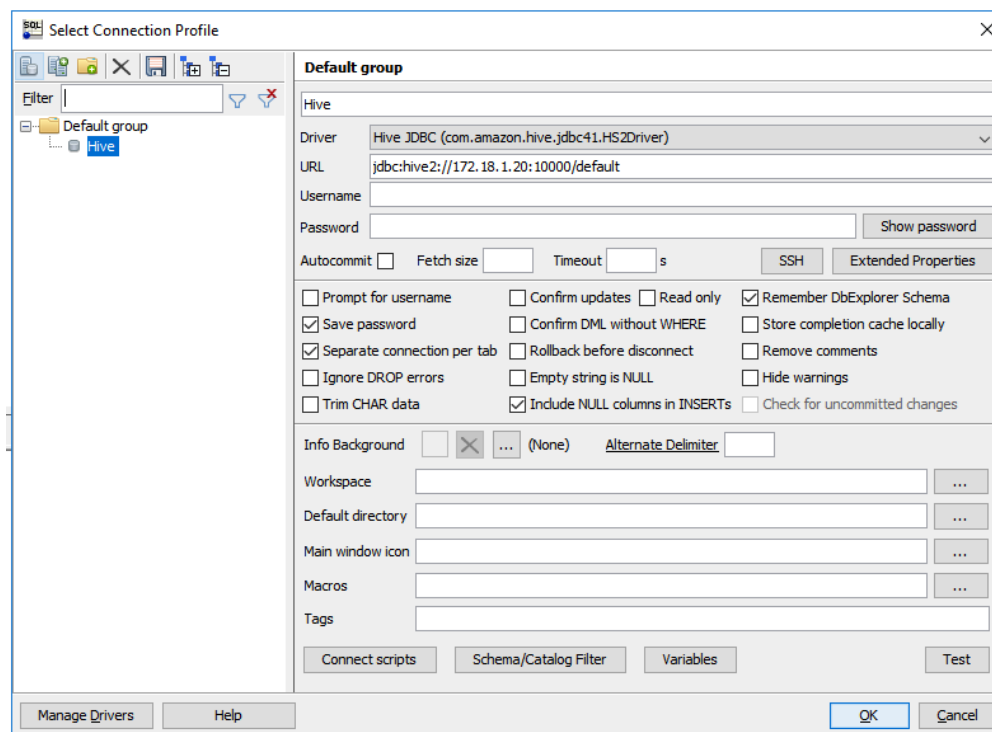 Select Connection Profile
Filter
Default group
Hive
Default group
Hive
Driver Hive JDBC (com.amazon.hive.jdbc41.HS2Driver)
URL jdbc:hive2://172.18.1.20:10000/default
Username
Password Show password
Autocommit Fetch size Timeout s SSH Extended Properties
Prompt for username Confirm updates Read only Remember DbExplorer Schema
Save password Confirm DML without WHERE Store completion cache locally
Separate connection per tab Rollback before disconnect Remove comments
Ignore DROP errors Empty string is NULL Hide warnings
Trim CHAR data Include NULL columns in INSERTs Check for uncommitted changes
Info Background ... (None) Alternate Delimiter
Workspace ...
Default directory ...
Main window icon ...
Macros ...
Tags
Connect scripts Schema/Catalog Filter Variables Test
Manage Drivers Help OK Cancel